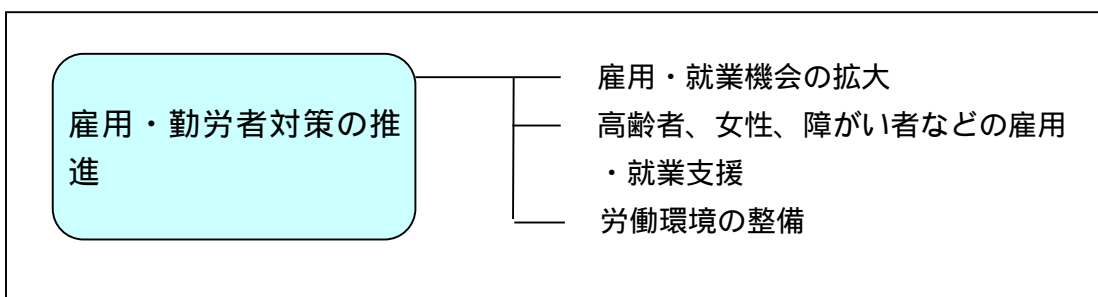 雇用・勤労者対策の推
進
雇用・就業機会の拡大
高齢者、女性、障がい者などの雇用
・就業支援
労働環境の整備